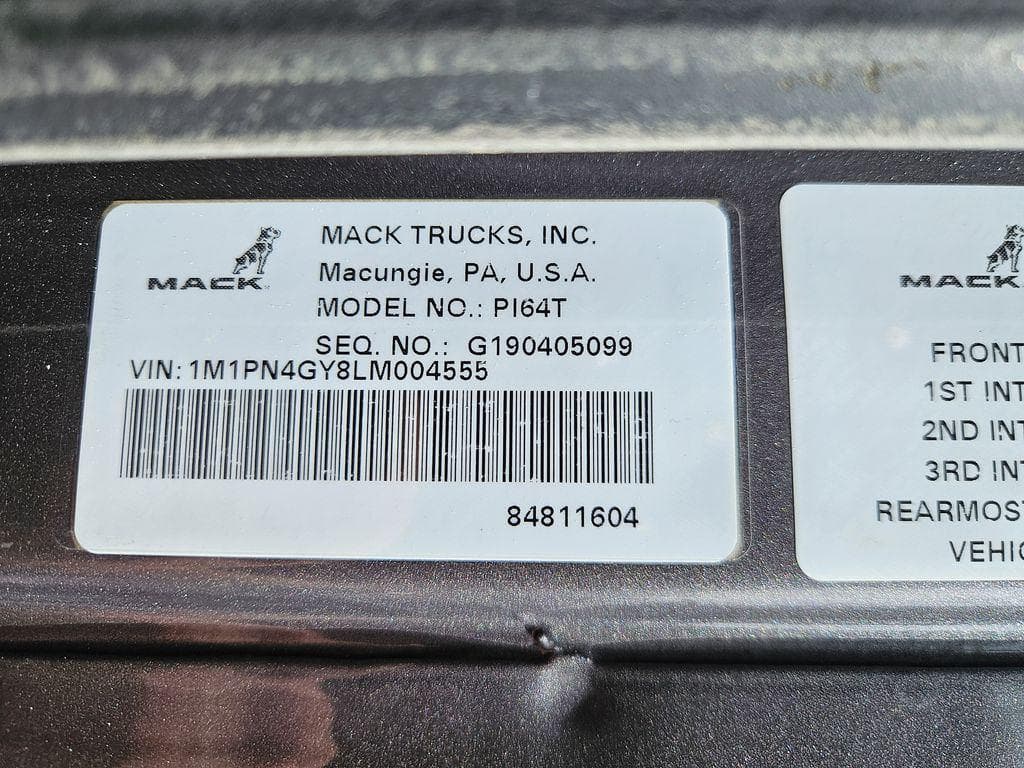 MACK
MACK TRUCKS, INC.
Macungie, PA, U.S.A.
MODEL NO.: PI64T
SEQ. NO.: G190405099
VIN: 1M1PN4GY8LM004555
84811604
MACK
FRONT
1ST INT
2ND INT
3RD INT
REARMOST
VEHIC